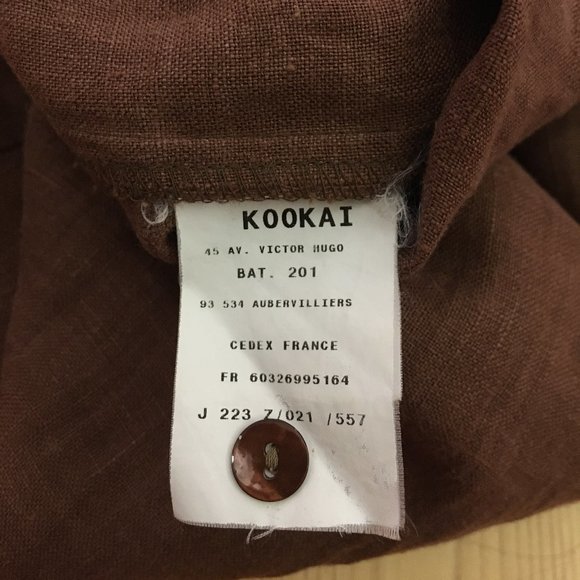 KOOKAI
45 AV. VICTOR HUGO
BAT. 201
93 534 AUBERVILLIERS
CEDEX FRANCE
FR 60326995164
J 223 Z/021 /557